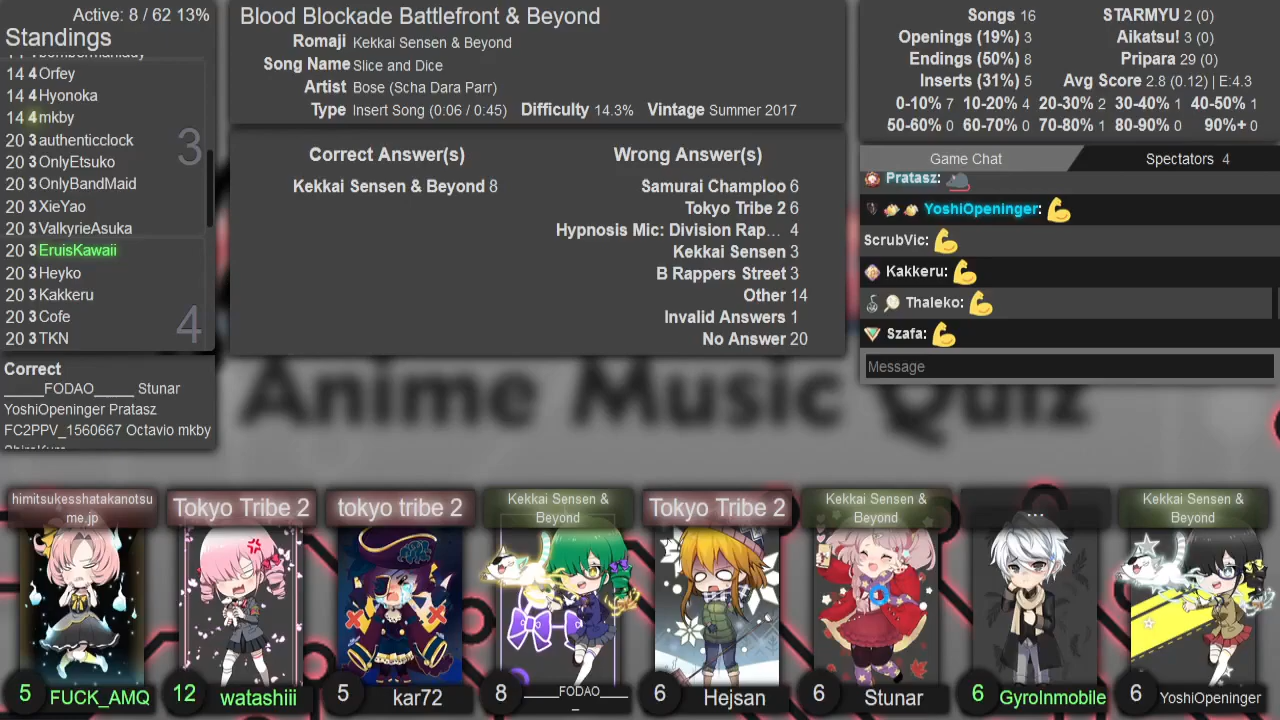 Active: 8 / 62 13%
Standings
14 4 Orfey
14 4 Hyonoka
14 4 mkby
20 3 authenticclock
20 3 OnlyEtsuko
20 3 OnlyBandMaid
20 3 XieYao
20 3 ValkyrieAsuka
20 3 EruisKawaii
20 3 Heyko
20 3 Kakkeru
20 3 Cofe
20 3 TKN
3
4
Correct
_____FODAO_____ Stunar
YoshiOpeninger Pratasz
FC2PPV_1560667 Octavio mkby
Blood Blockade Battlefront & Beyond
Romaji Kekkai Sensen & Beyond
Song Name Slice and Dice
Artist Bose (Scha Dara Parr)
Type Insert Song (0:06 / 0:45) Difficulty 14.3% Vintage Summer 2017
Correct Answer(s)
Kekkai Sensen & Beyond 8
Wrong Answer(s)
Samurai Champloo 6
Tokyo Tribe 2 6
Hypnosis Mic: Division Rap... 4
Kekkai Sensen 3
B Rappers Street 3
Other 14
Invalid Answers 1
No Answer 20
Songs 16 STARMYU 2 (0)
Openings (19%) 3 Aikatsu! 3 (0)
Endings (50%) 8 Pripara 29 (0)
Inserts (31%) 5 Avg Score 2.8 (0.12) | E:4.3
0-10% 7 10-20% 4 20-30% 2 30-40% 1 40-50% 1
50-60% 0 60-70% 0 70-80% 1 80-90% 0 90%+ 0
Game Chat Spectators 4
Pratasz:
YoshiOpeninger:
ScrubVic:
Kakkeru:
Thaleko:
Szafa:
Message
Anime Music Quiz
himitsukesshatakanotsu
me.jp
Tokyo Tribe 2
tokyo tribe 2
Kekkai Sensen &
Beyond
Tokyo Tribe 2
Kekkai Sensen &
Beyond
...
Kekkai Sensen &
Beyond
5 FUCK_AMQ
12 watashiii
5 kar72
8 _____FODAO____
_
6 Hejsan
6 Stunar
6 GyroInmobile
6 YoshiOpeninger